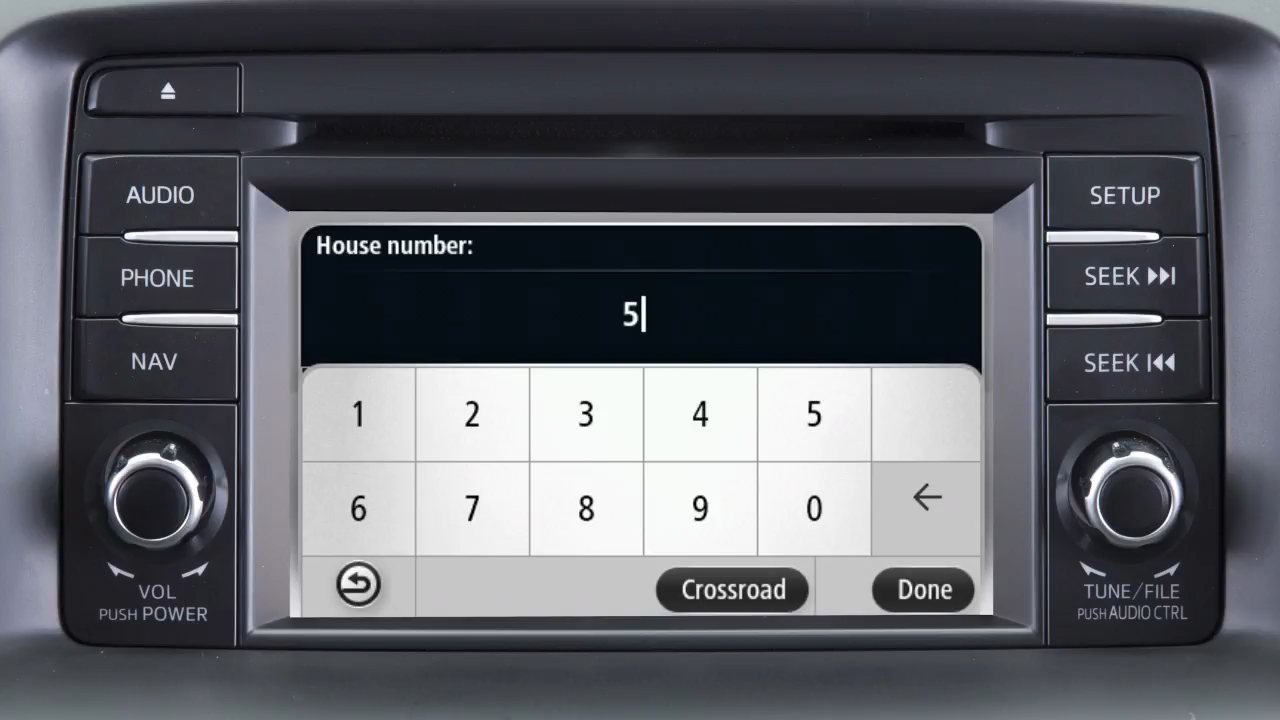 AUDIO
PHONE
NAV
VOL
PUSH POWER
House number:
5
1 2 3 4 5
6 7 8 9 0
Crossroad Done
SETUP
SEEK
SEEK
TUNE/FILE
PUSH AUDIO CTRL